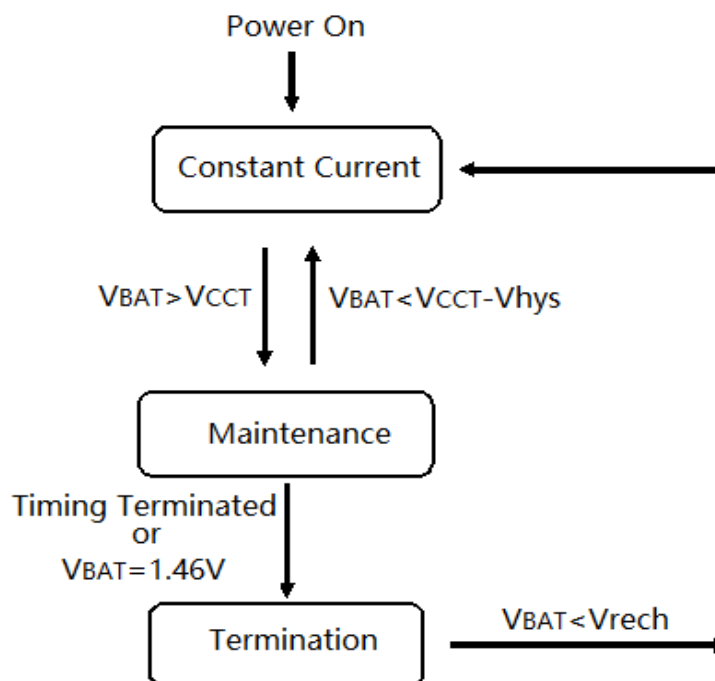 Power On
Constant Current
VBAT>VCCT
VBAT<VCCT-Vhys
Maintenance
Timing Terminated
or
VBAT=1.46V
Termination
VBAT<Vrech